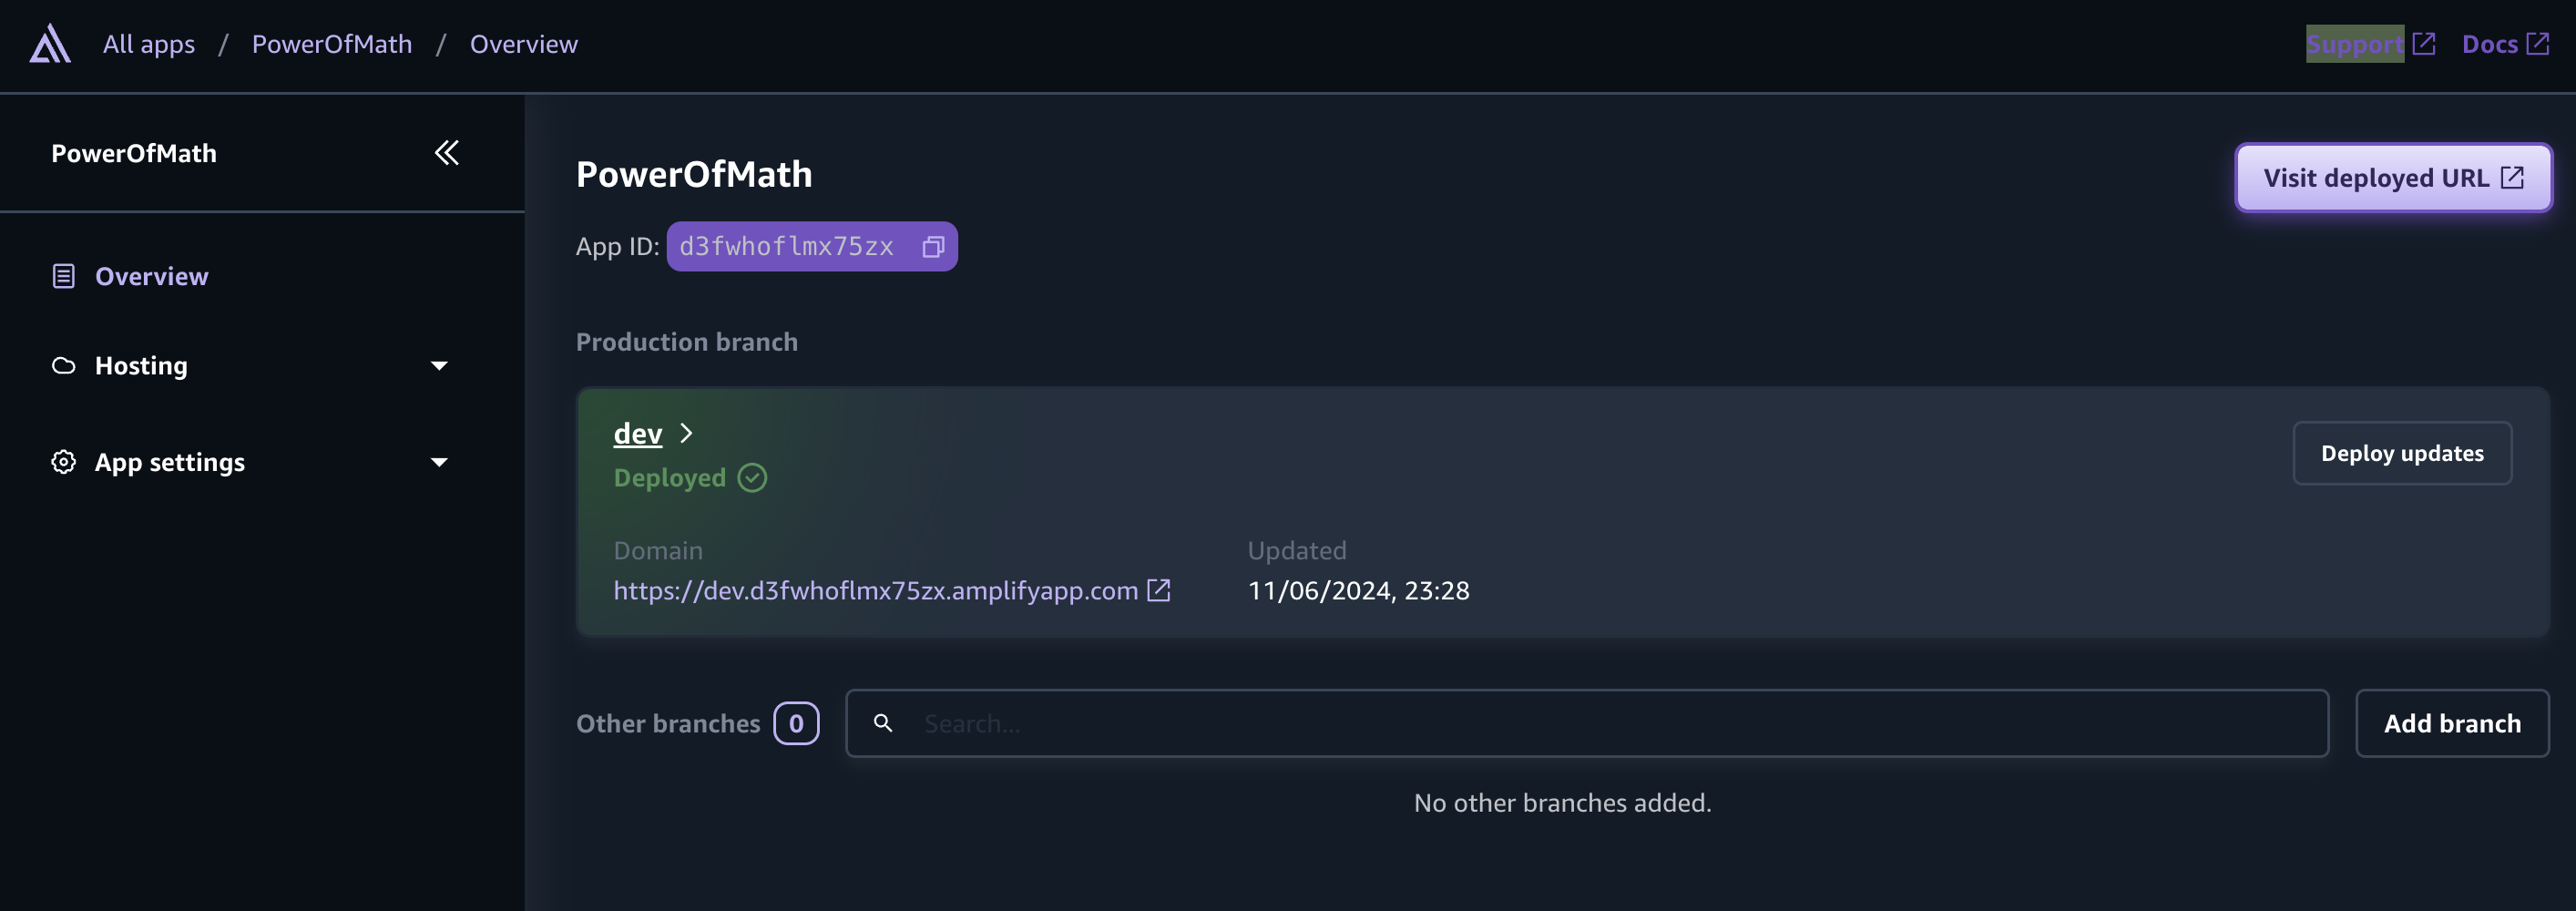 All apps / PowerOfMath / Overview
Support Docs
PowerOfMath
Overview
Hosting
App settings
PowerOfMath
Visit deployed URL
App ID: d3fwhoflmx75zx
Production branch
dev
Deployed
Deploy updates
Domain
https://dev.d3fwhoflmx75zx.amplifyapp.com
Updated
11/06/2024, 23:28
Other branches 0
Search...
Add branch
No other branches added.